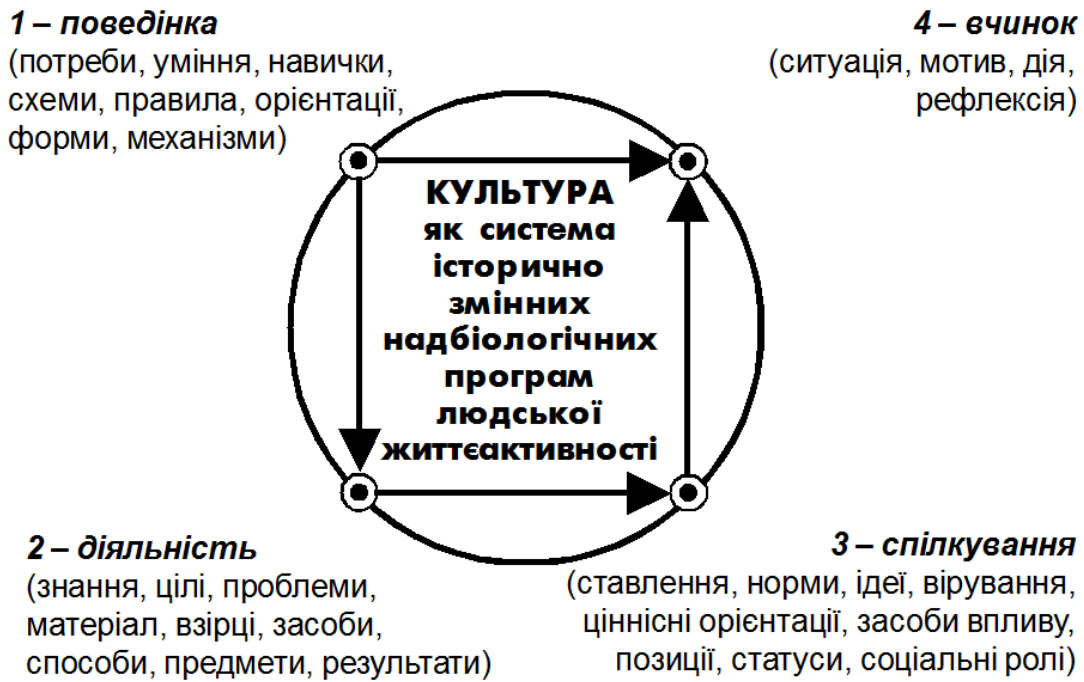 1 – поведінка
(потреби, уміння, навички,
схеми, правила, орієнтації,
форми, механізми)
4 – вчинок
(ситуація, мотив, дія,
рефлексія)
КУЛЬТУРА
як система
історично
змінних
надбіологічних
програм
людської
життєактивності
2 – діяльність
(знання, цілі, проблеми,
матеріал, взірці, засоби,
способи, предмети, результати)
3 – спілкування
(ставлення, норми, ідеї, вірування,
ціннісні орієнтації, засоби впливу,
позиції, статуси, соціальні ролі)